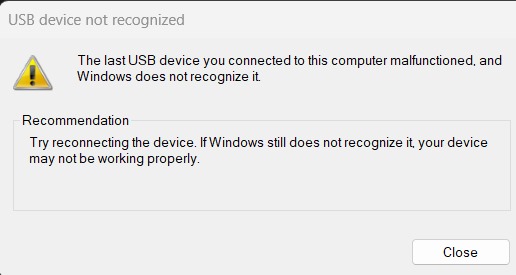 USB device not recognized
The last USB device you connected to this computer malfunctioned, and
Windows does not recognize it.
Recommendation
Try reconnecting the device. If Windows still does not recognize it, your device
may not be working properly.
Close